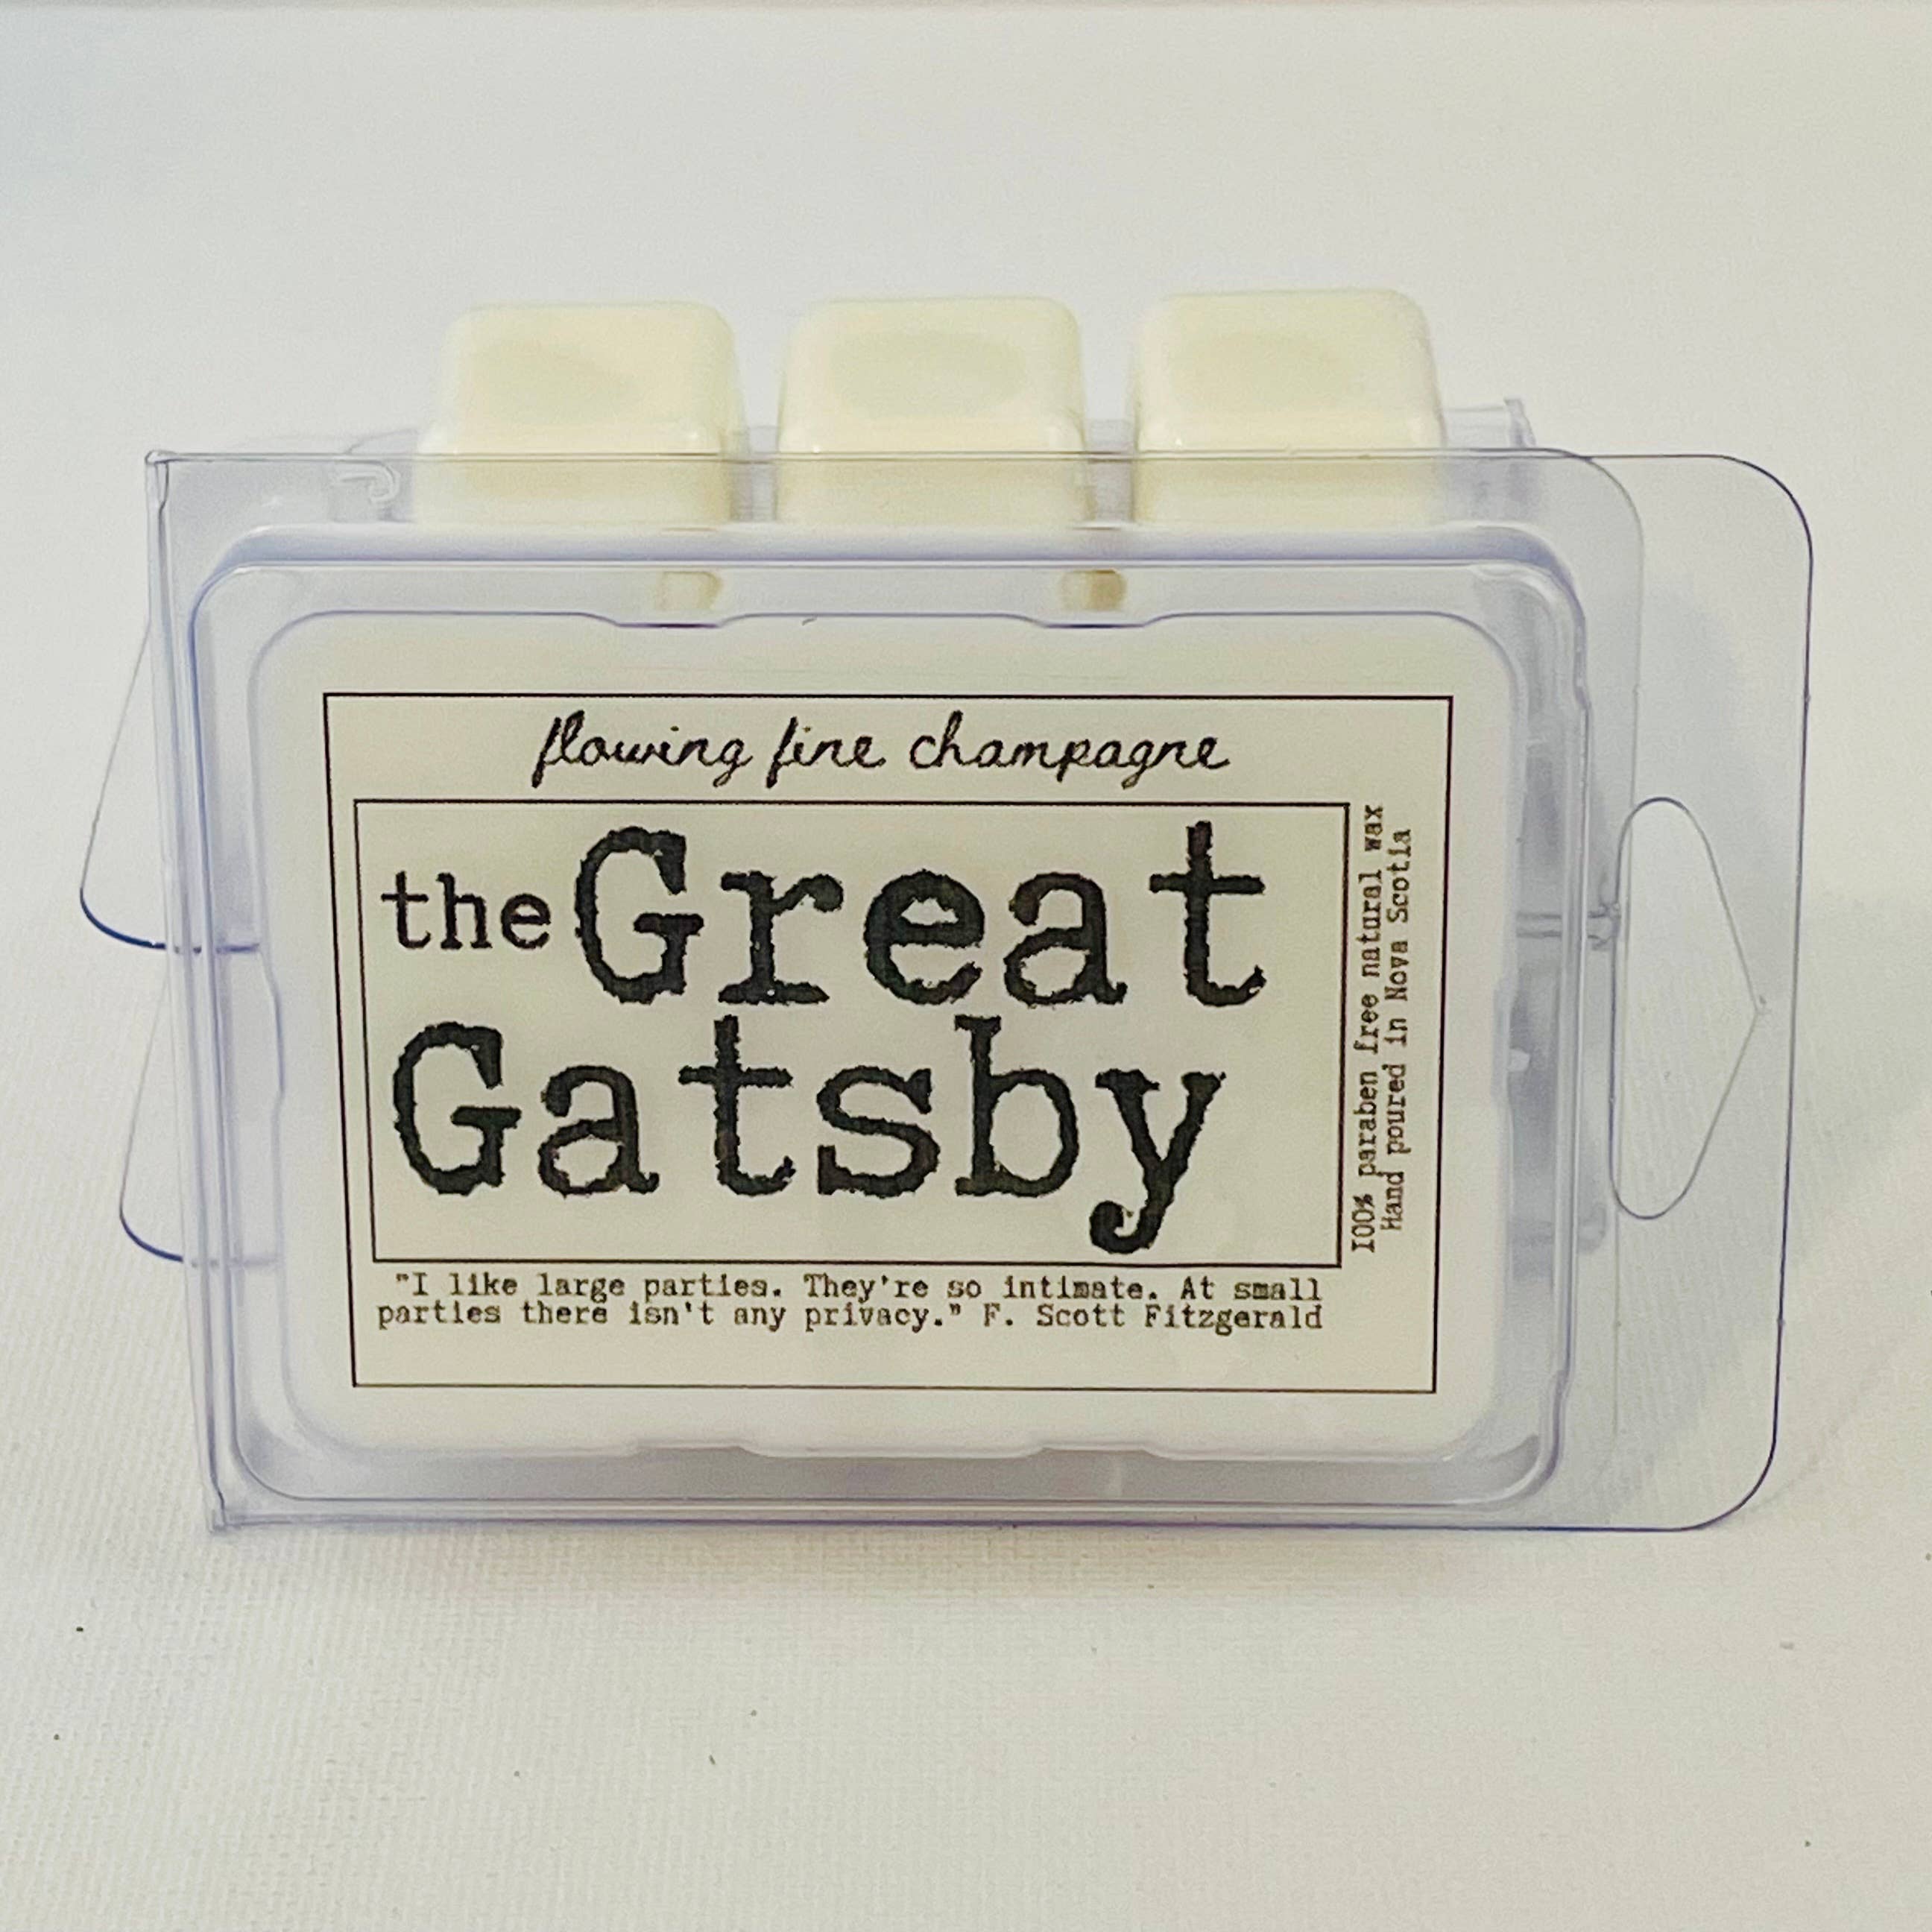 flowing fine champagne
the Great
Gatsby
100% paraben free natural wax
Hand poured in Nova Scotia
"I like large parties. They're so intimate. At small
parties there isn't any privacy." F. Scott Fitzgerald